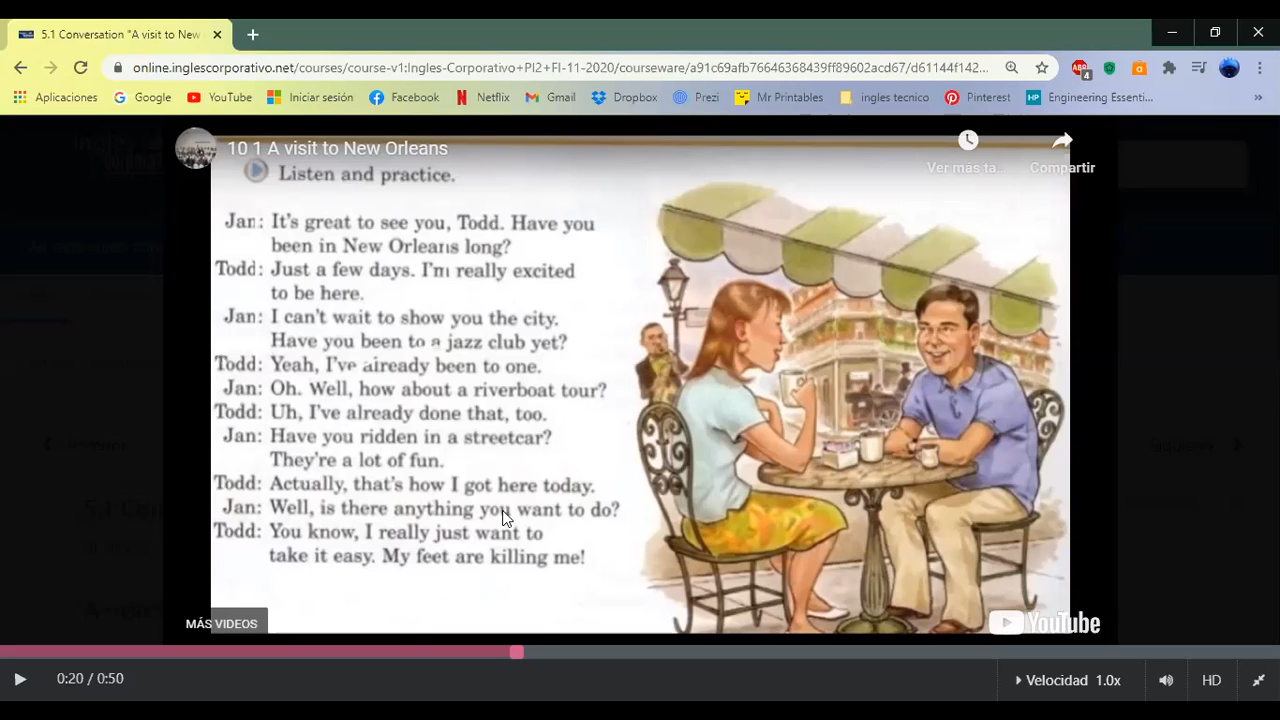 5.1 Conversation "A visit to New
online.inglescorporativo.net/courses/course-v1:Ingles-Corporativo+PI2+FI-11-2020/courseware/a91c69afb76646368439ff89602acd67/d61144f142...
4
Aplicaciones Google YouTube Iniciar sesión Facebook Netflix Gmail Dropbox Prezi Mr Printables ingles tecnico Pinterest HP Engineering Essenti...
10 1 A visit to New Orleans
Ver más ta... Compartir
Listen and practice.
Jan: It's great to see you, Todd. Have you
been in New Orleans long?
Todd: Just a few days. I'm really excited
to be here.
Jan: I can't wait to show you the city.
Have you been to a jazz club yet?
Todd: Yeah, I've already been to one.
Jan: Oh. Well, how about a riverboat tour?
Todd: Uh, I've already done that, too.
Jan: Have you ridden in a streetcar?
They're a lot of fun.
Todd: Actually, that's how I got here today.
Jan: Well, is there anything you want to do?
Todd: You know, I really just want to
take it easy. My feet are killing me!
MÁS VIDEOS
YouTube
0:20 / 0:50
Velocidad 1.0x
HD